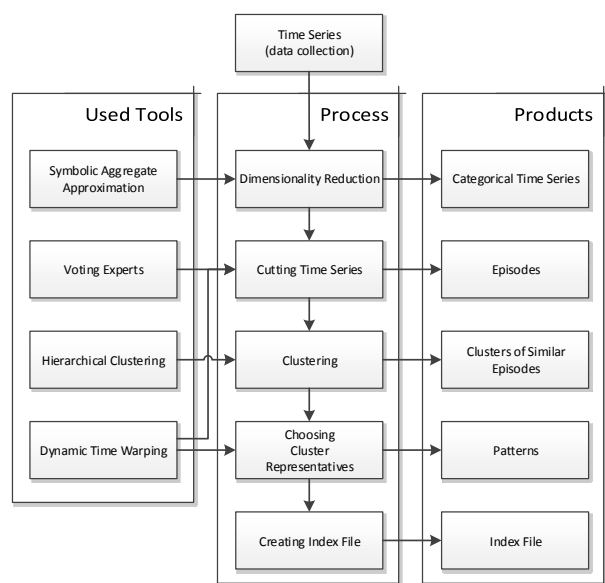 Time Series
(data collection)
Used Tools
Process
Products
Symbolic Aggregate
Approximation
Dimensionality Reduction
Categorical Time Series
Voting Experts
Cutting Time Series
Episodes
Hierarchical Clustering
Clustering
Clusters of Similar
Episodes
Dynamic Time Warping
Choosing
Cluster
Representatives
Patterns
Creating Index File
Index File